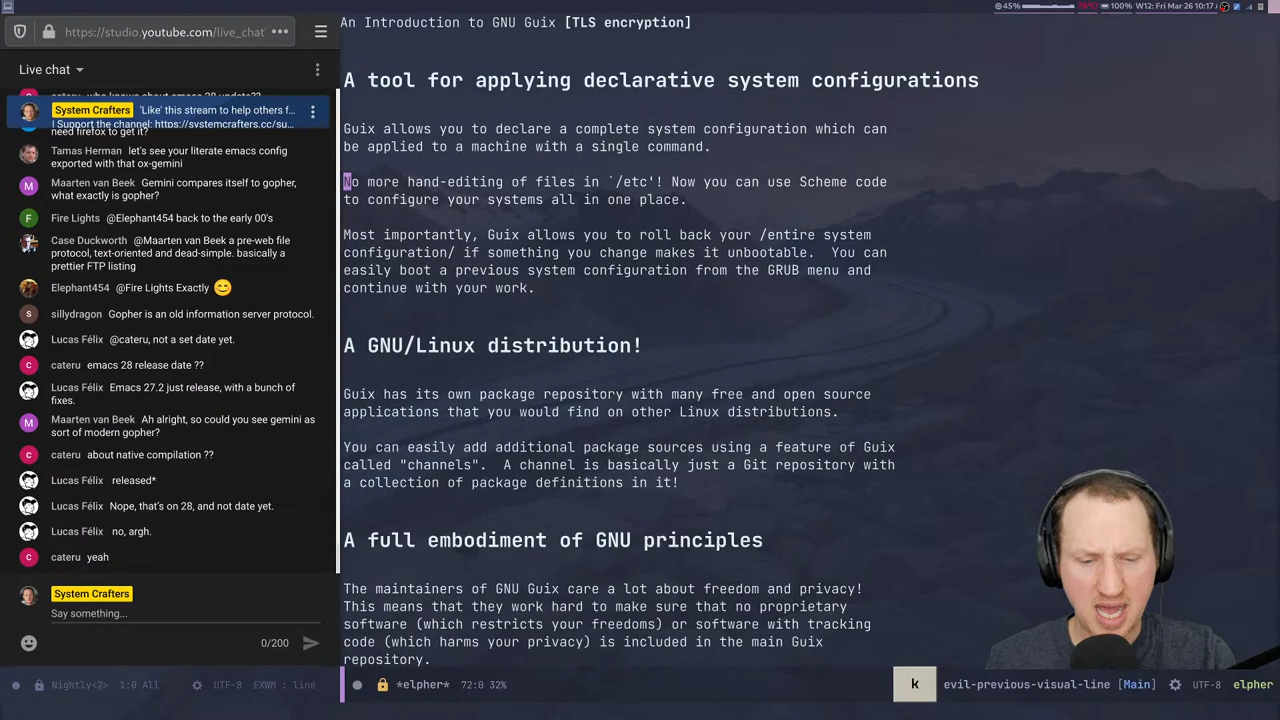 45%
100%
W12: Fri Mar 26 10:17
https://studio.youtube.com/live_chat
Live chat
cateru who knows about emacs 28 update??
System Crafters 'Like' this stream to help others f...
| Support the channel: https://systemcrafters.cc/su...
need firefox to get it?
Tamas Herman let's see your literate emacs config
exported with that ox-gemini
Maarten van Beek Gemini compares itself to gopher,
what exactly is gopher?
Fire Lights @Elephant454 back to the early 00's
Case Duckworth @Maarten van Beek a pre-web file
protocol, text-oriented and dead-simple. basically a
prettier FTP listing
Elephant454 @Fire Lights Exactly 😊
sillydragon Gopher is an old information server protocol.
Lucas Félix @cateru, not a set date yet.
cateru emacs 28 release date ??
Lucas Félix Emacs 27.2 just release, with a bunch of
fixes.
Maarten van Beek Ah alright, so could you see gemini as
sort of modern gopher?
cateru about native compilation ??
Lucas Félix released*
Lucas Félix Nope, that's on 28, and not date yet.
Lucas Félix no, argh.
cateru yeah
System Crafters
Say something...
0/200
Nightly<2> 1:0 All UTF-8 EXWM : line
An Introduction to GNU Guix [TLS encryption]
A tool for applying declarative system configurations
Guix allows you to declare a complete system configuration which can
be applied to a machine with a single command.
No more hand-editing of files in `/etc'! Now you can use Scheme code
to configure your systems all in one place.
Most importantly, Guix allows you to roll back your /entire system
configuration/ if something you change makes it unbootable.  You can
easily boot a previous system configuration from the GRUB menu and
continue with your work.
A GNU/Linux distribution!
Guix has its own package repository with many free and open source
applications that you would find on other Linux distributions.
You can easily add additional package sources using a feature of Guix
called "channels".  A channel is basically just a Git repository with
a collection of package definitions in it!
A full embodiment of GNU principles
The maintainers of GNU Guix care a lot about freedom and privacy!
This means that they work hard to make sure that no proprietary
software (which restricts your freedoms) or software with tracking
code (which harms your privacy) is included in the main Guix
repository.
*elpher* 72:0 32%
k
evil-previous-visual-line [Main] UTF-8 elpher